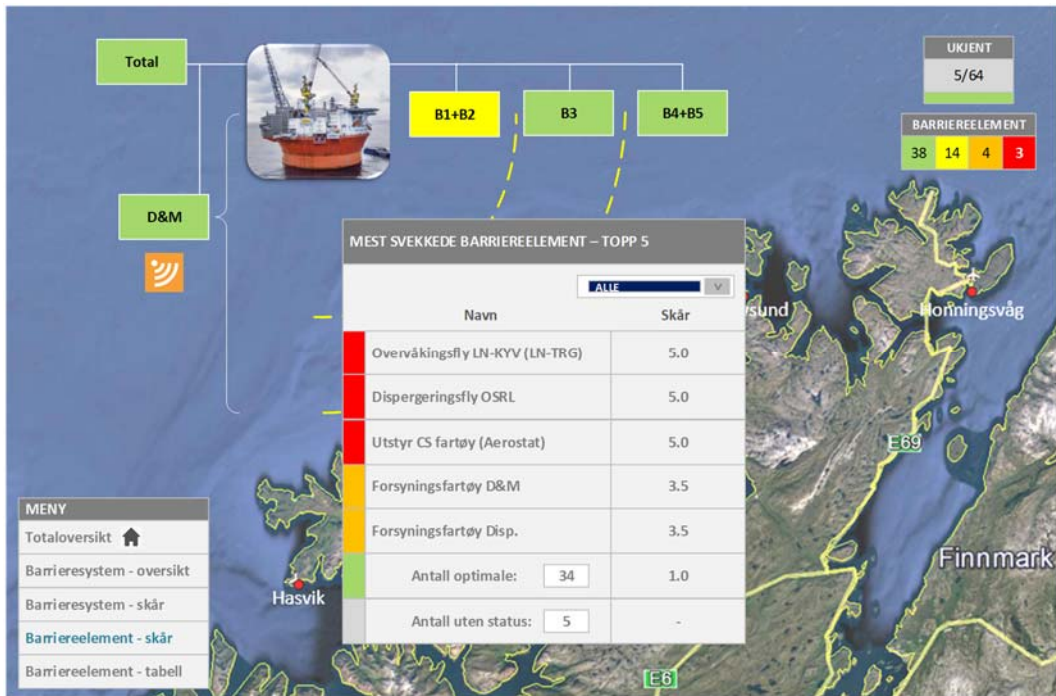 Total
B1+B2
B3
B4+B5
D&M
UKJENT
5/64
BARRIEREELEMENT
38 14 4 3
MEST SVEKKEDE BARRIEREELEMENT – TOPP 5
ALLE V
Navn Skår
Overvåkingsfly LN-KYV (LN-TRG) 5.0
Dispergeringsfly OSRL 5.0
Utstyr CS fartøy (Aerostat) 5.0
Forsyningsfartøy D&M 3.5
Forsyningsfartøy Disp. 3.5
Antall optimale: 34 1.0
Antall uten status: 5 -
MENY
Totaloversikt
Barrieresystem - oversikt
Barrieresystem - skår
Barriereelement - skår
Barriereelement - tabell
Honningsvåg
E69
Finnmark
Hasvik
E6